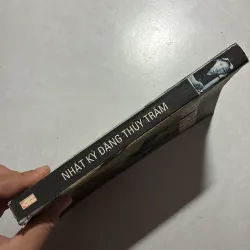 NHẬT KÝ ĐẶNG THÙY TRÂM